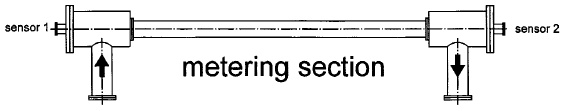 sensor 1
sensor 2
metering section